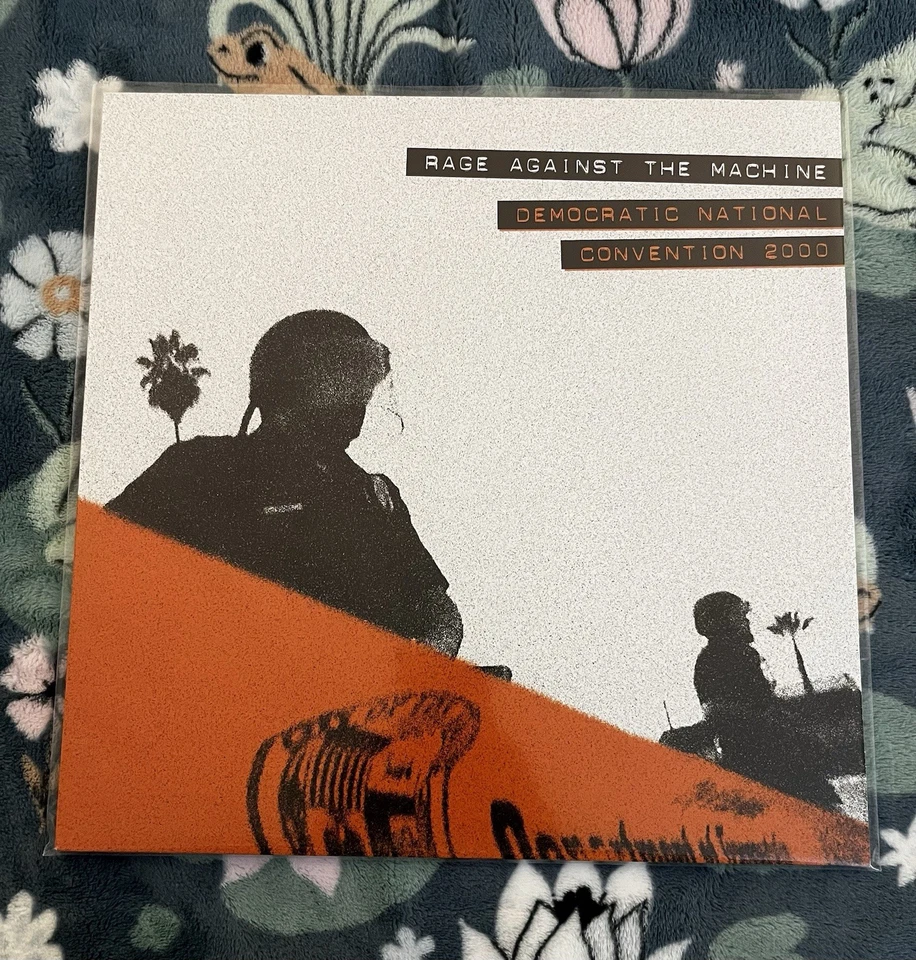 RAGE AGAINST THE MACHINE
DEMOCRATIC NATIONAL
CONVENTION 2000